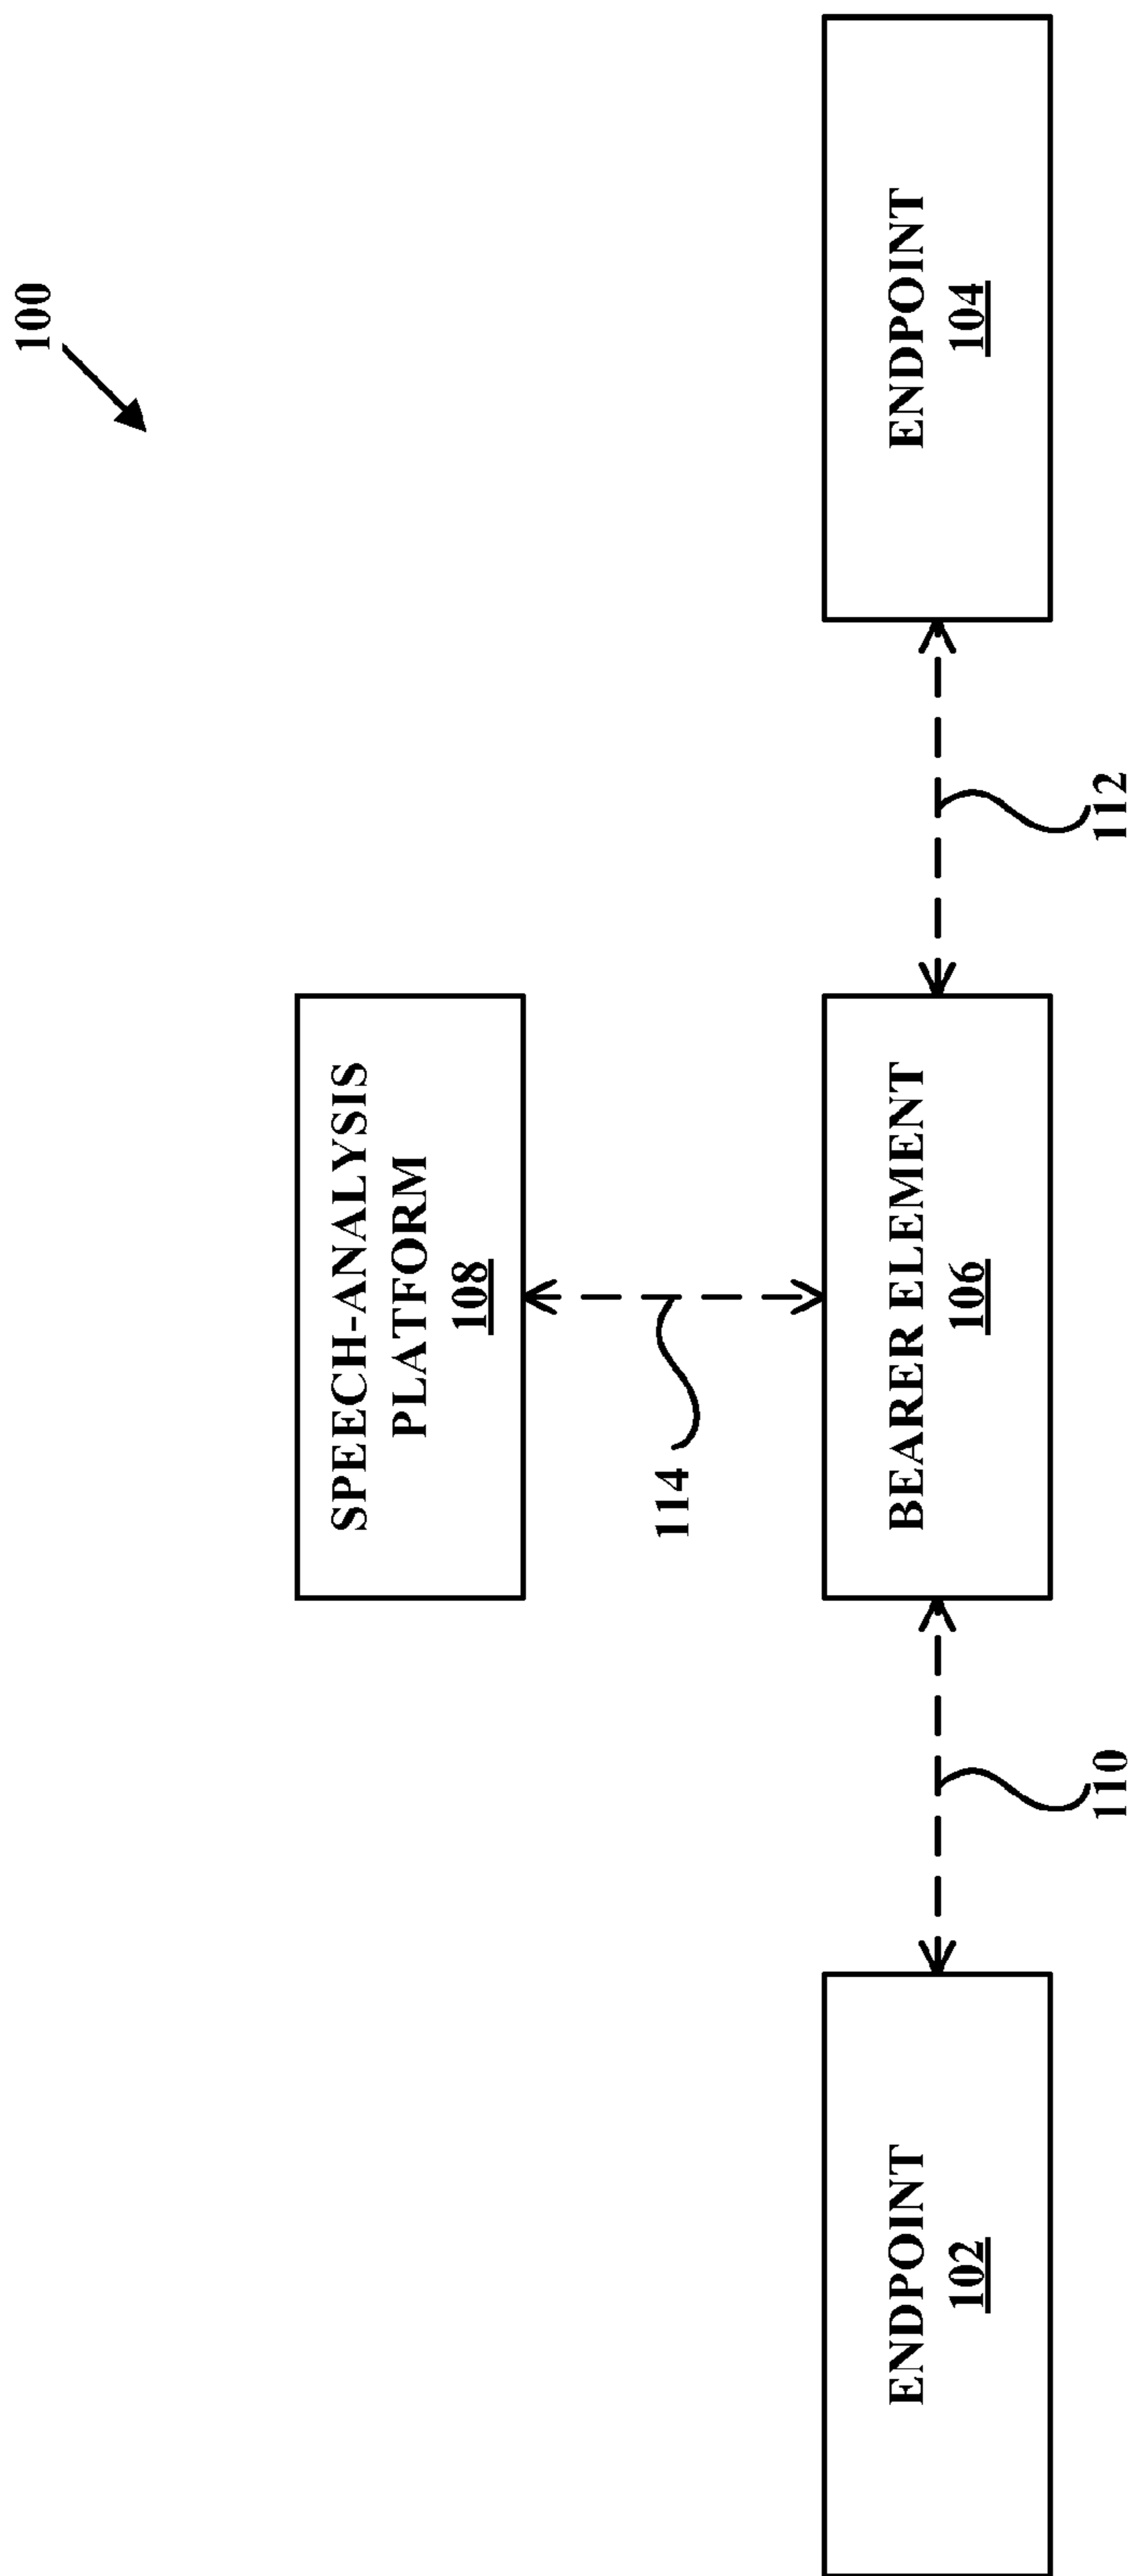 100
SPEECH-ANALYSIS
PLATFORM
108
114
ENDPOINT
102
BEARER ELEMENT
106
ENDPOINT
104
110
112